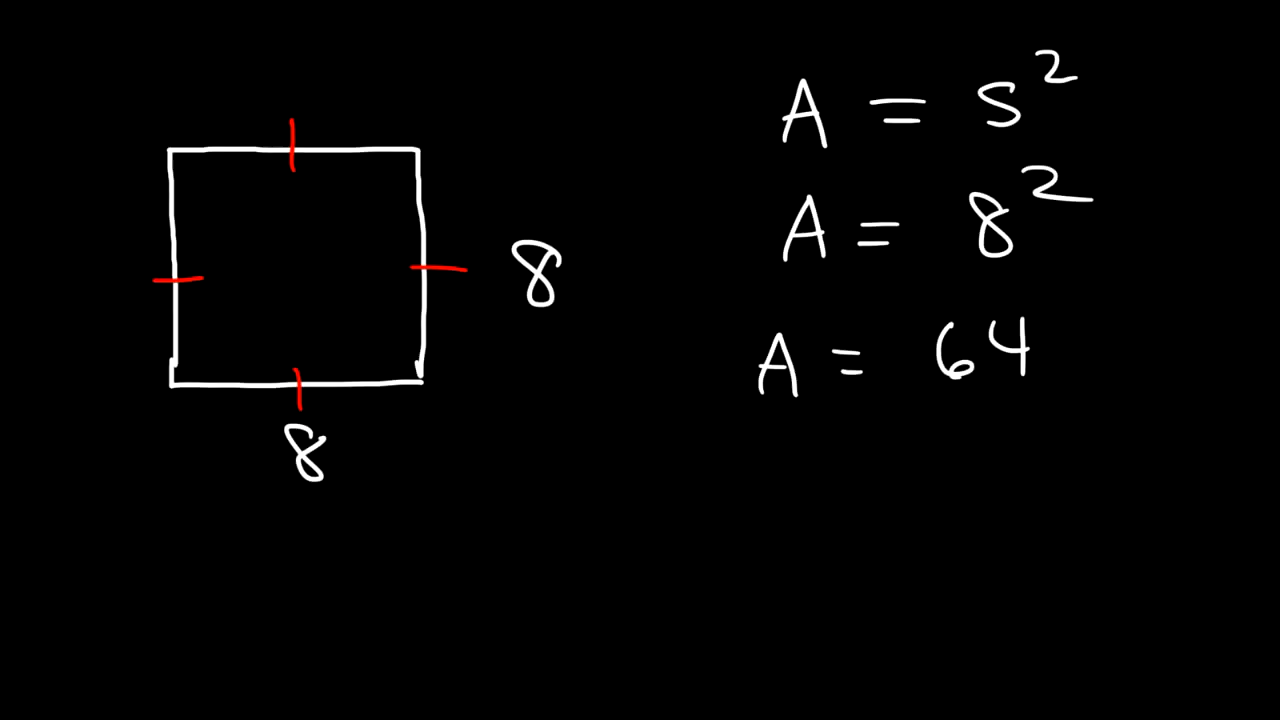 8
8
A = s²
A = 8²
A = 64